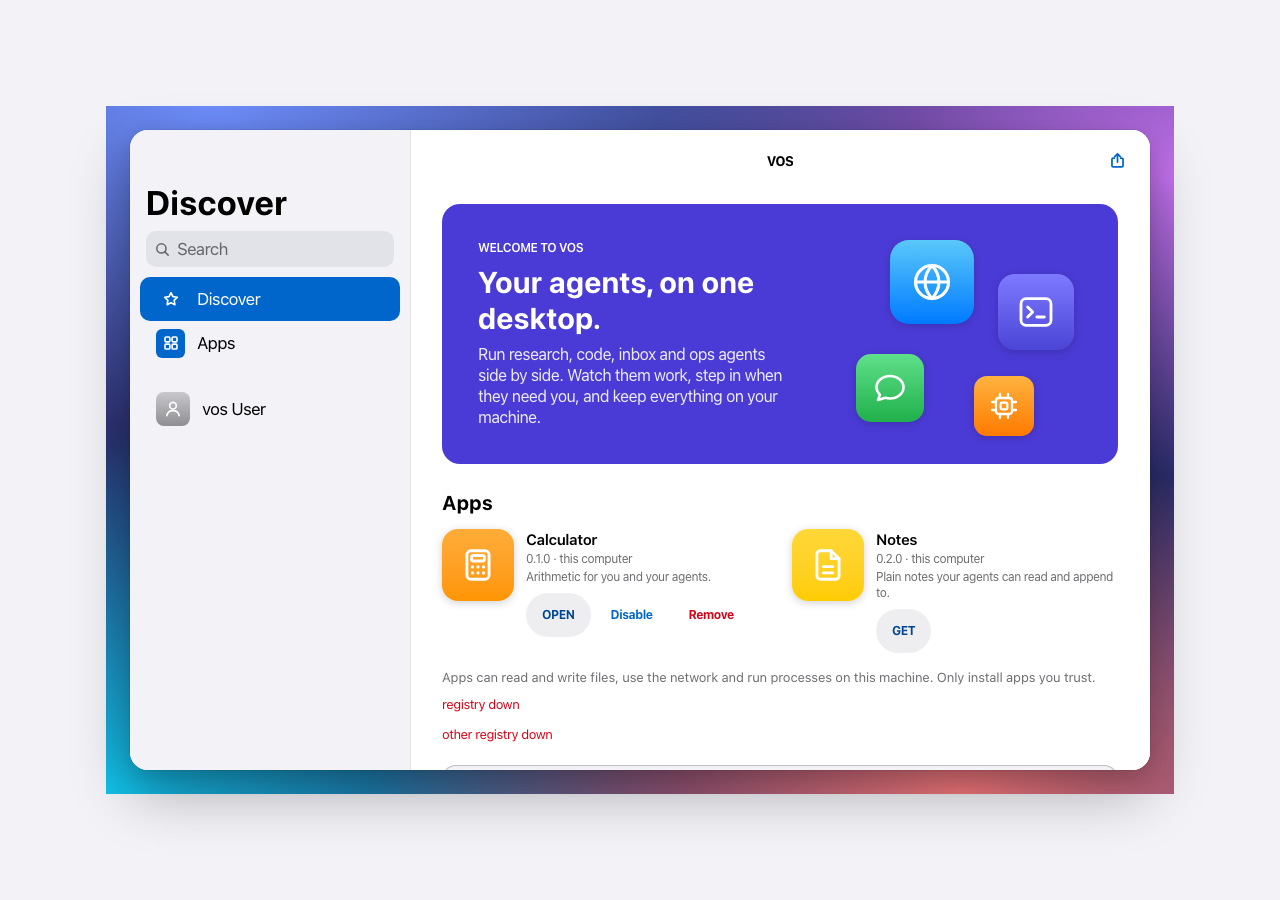 VOS
Discover
Search
Discover
Apps
vos User
WELCOME TO VOS
Your agents, on one
desktop.
Run research, code, inbox and ops agents
side by side. Watch them work, step in when
they need you, and keep everything on your
machine.
Apps
Calculator
0.1.0 · this computer
Arithmetic for you and your agents.
OPEN
Disable
Remove
Notes
0.2.0 · this computer
Plain notes your agents can read and append
to.
GET
Apps can read and write files, use the network and run processes on this machine. Only install apps you trust.
registry down
other registry down